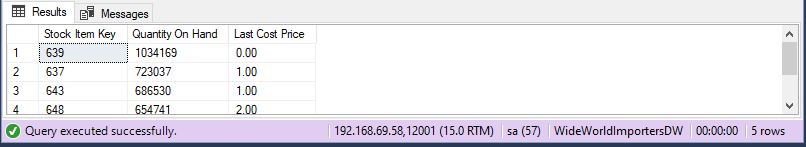 Results Messages
Stock Item Key Quantity On Hand Last Cost Price
1 639 1034169 0.00
2 637 723037 1.00
3 643 686530 1.00
4 648 654741 2.00
Query executed successfully. 192.168.69.58,12001 (15.0 RTM) sa (57) WideWorldImportersDW 00:00:00 5 rows